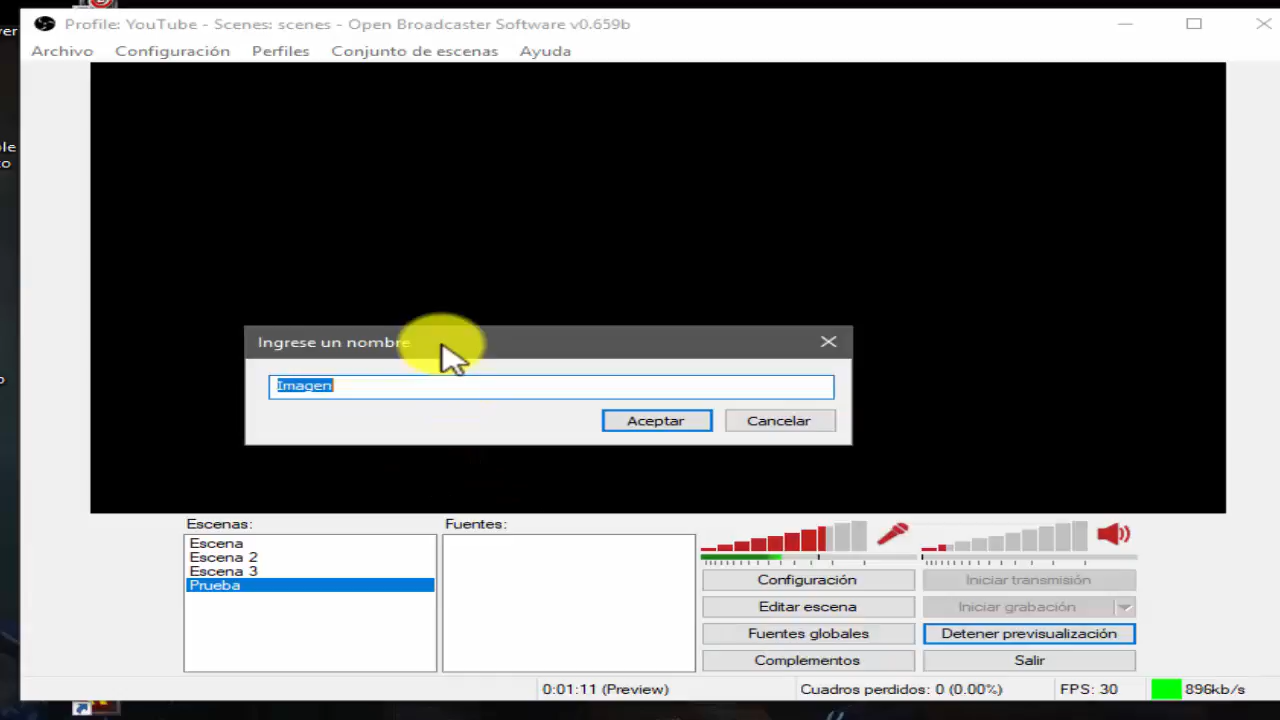 Profile: YouTube - Scenes: scenes - Open Broadcaster Software v0.659b
Archivo Configuración Perfiles Conjunto de escenas Ayuda
Ingrese un nombre
Imagen
Aceptar Cancelar
Escenas: Fuentes:
Escena
Escena 2
Escena 3
Prueba
Configuración Iniciar transmisión
Editar escena Iniciar grabación
Fuentes globales Detener previsualización
Complementos Salir
0:01:11 (Preview) Cuadros perdidos: 0 (0.00%) FPS: 30 896kb/s